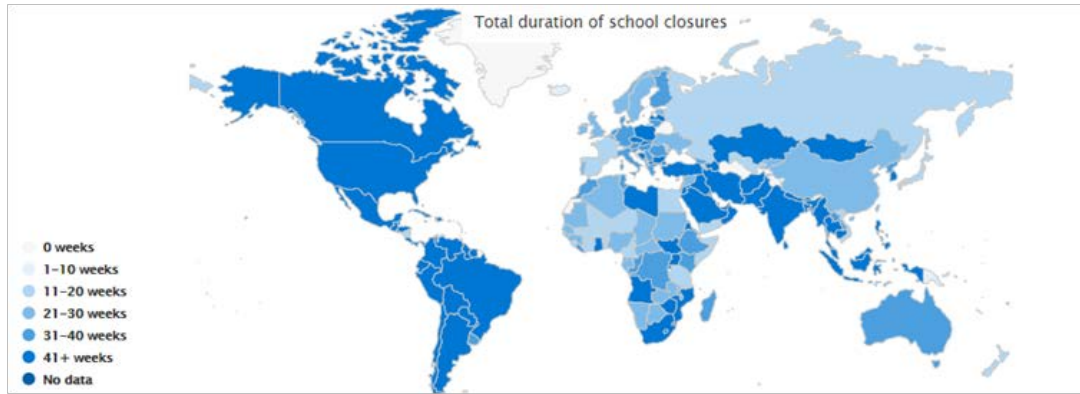 Total duration of school closures
0 weeks
1–10 weeks
11–20 weeks
21–30 weeks
31–40 weeks
41+ weeks
No data